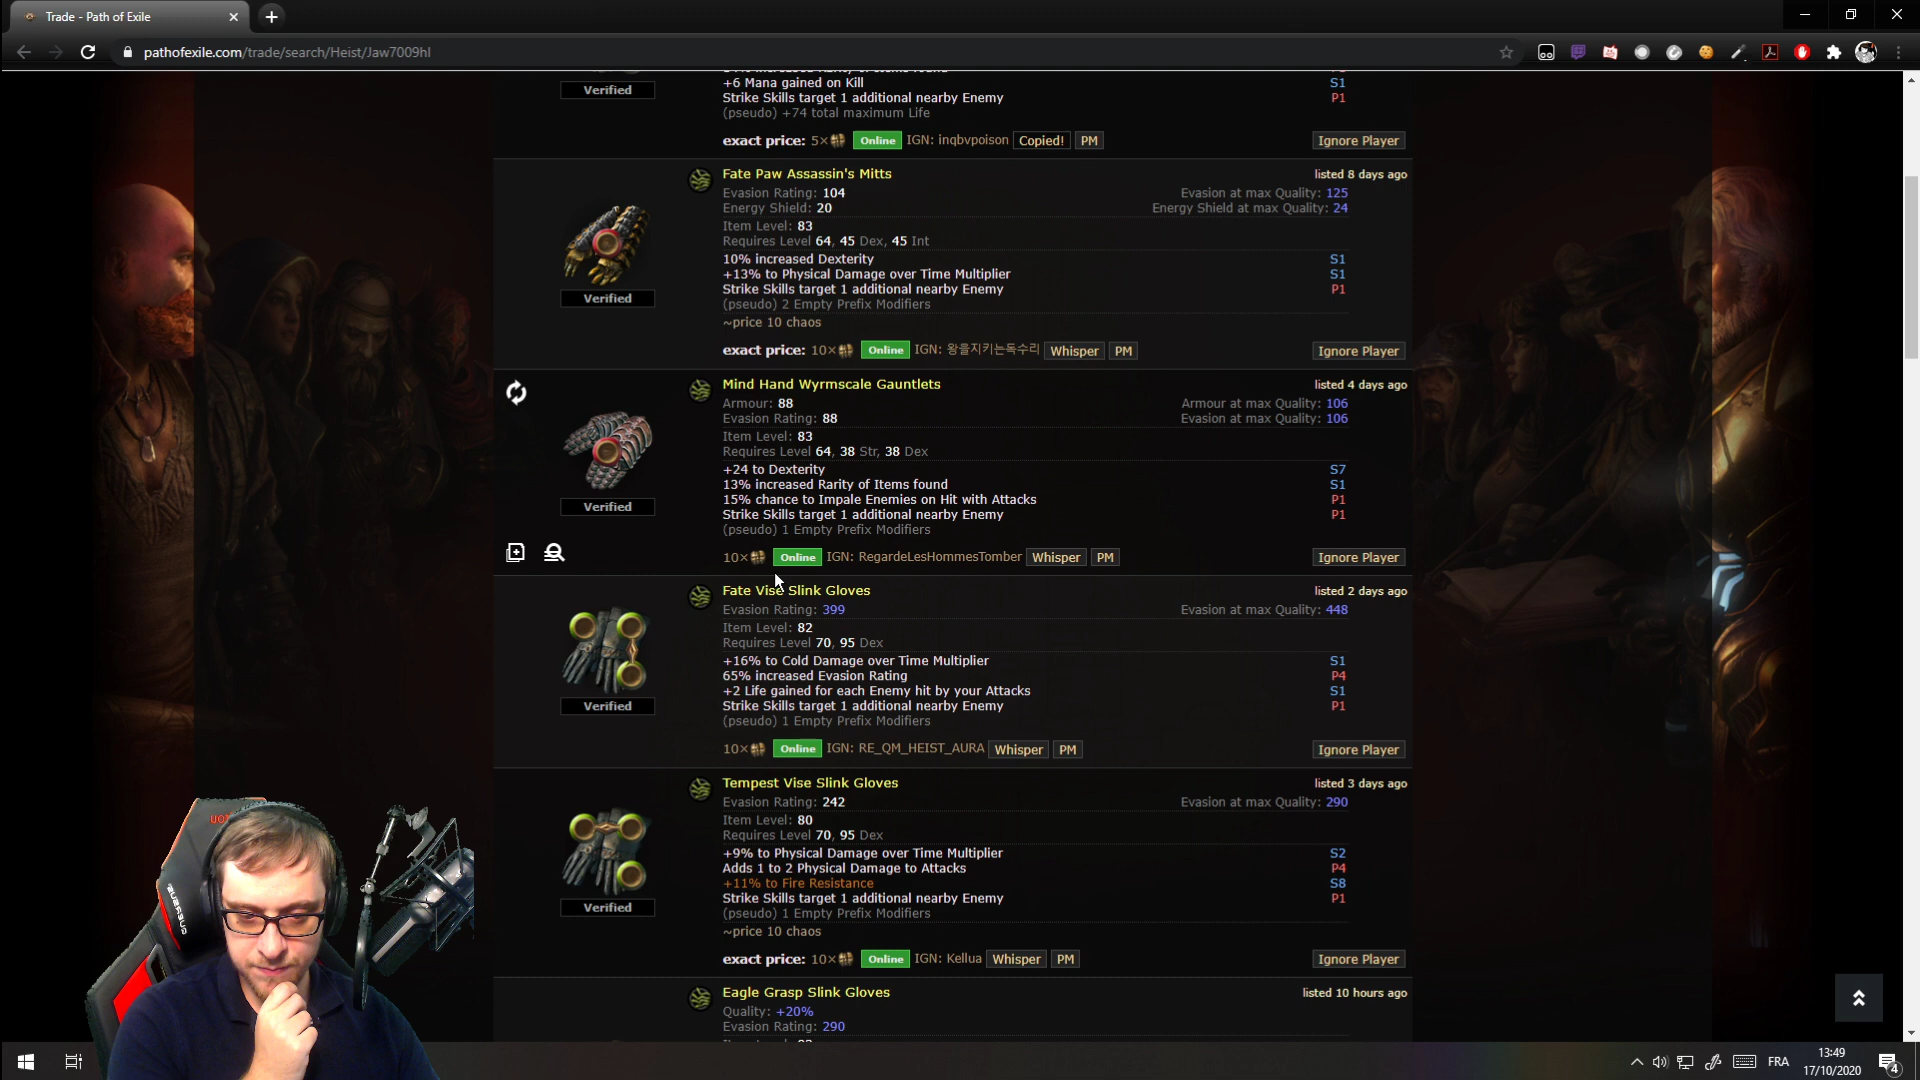 Trade - Path of Exile
pathofexile.com/trade/search/Heist/Jaw7009hl
+6 Mana gained on Kill S1
Strike Skills target 1 additional nearby Enemy P1
(pseudo) +74 total maximum Life
Verified
exact price: 5× Online IGN: inqbvpoison Copied! PM Ignore Player
Fate Paw Assassin's Mitts listed 8 days ago
Evasion Rating: 104 Evasion at max Quality: 125
Energy Shield: 20 Energy Shield at max Quality: 24
Item Level: 83
Requires Level 64, 45 Dex, 45 Int
10% increased Dexterity S1
+13% to Physical Damage over Time Multiplier S1
Strike Skills target 1 additional nearby Enemy P1
(pseudo) 2 Empty Prefix Modifiers
Verified
~price 10 chaos
exact price: 10× Online IGN: 왕을지키는독수리 Whisper PM Ignore Player
Mind Hand Wyrmscale Gauntlets listed 4 days ago
Armour: 88 Armour at max Quality: 106
Evasion Rating: 88 Evasion at max Quality: 106
Item Level: 83
Requires Level 64, 38 Str, 38 Dex
+24 to Dexterity S7
13% increased Rarity of Items found S1
15% chance to Impale Enemies on Hit with Attacks P1
Strike Skills target 1 additional nearby Enemy P1
(pseudo) 1 Empty Prefix Modifiers
Verified
10× Online IGN: RegardeLesHommesTomber Whisper PM Ignore Player
Fate Vise Slink Gloves listed 2 days ago
Evasion Rating: 399 Evasion at max Quality: 448
Item Level: 82
Requires Level 70, 95 Dex
+16% to Cold Damage over Time Multiplier S1
65% increased Evasion Rating P4
+2 Life gained for each Enemy hit by your Attacks S1
Strike Skills target 1 additional nearby Enemy P1
(pseudo) 1 Empty Prefix Modifiers
Verified
10× Online IGN: RE_QM_HEIST_AURA Whisper PM Ignore Player
Tempest Vise Slink Gloves listed 3 days ago
Evasion Rating: 242 Evasion at max Quality: 290
Item Level: 80
Requires Level 70, 95 Dex
+9% to Physical Damage over Time Multiplier S2
Adds 1 to 2 Physical Damage to Attacks P4
+11% to Fire Resistance S8
Strike Skills target 1 additional nearby Enemy P1
(pseudo) 1 Empty Prefix Modifiers
Verified
~price 10 chaos
exact price: 10× Online IGN: Kellua Whisper PM Ignore Player
Eagle Grasp Slink Gloves listed 10 hours ago
Quality: +20%
Evasion Rating: 290
FRA
13:49
17/10/2020
4